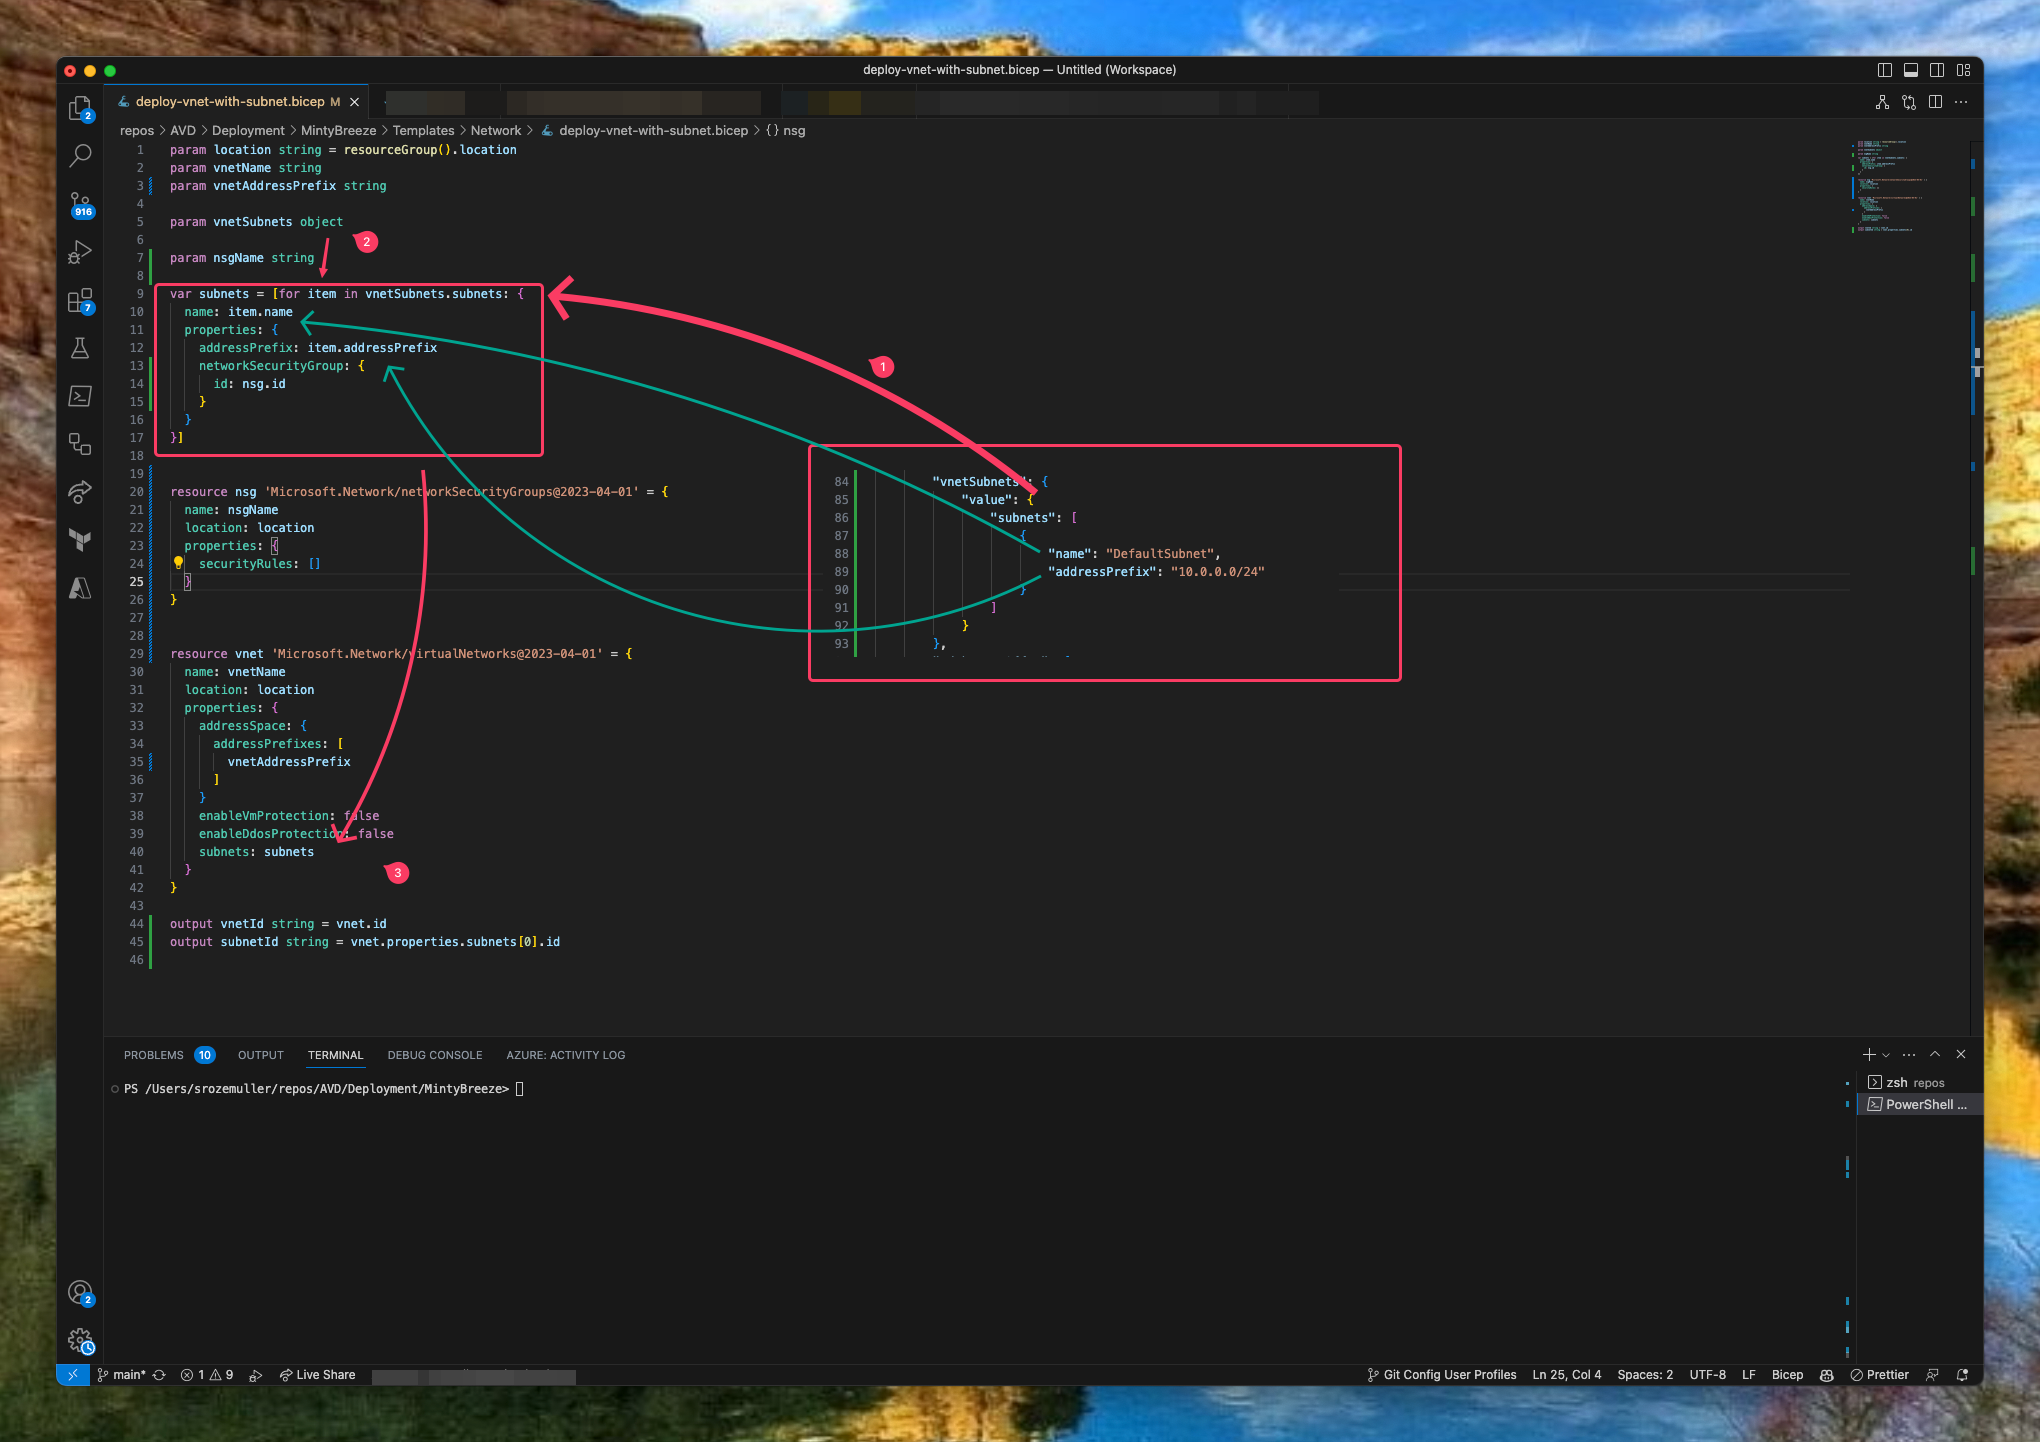 deploy-vnet-with-subnet.bicep — Untitled (Workspace)
deploy-vnet-with-subnet.bicep M
repos > AVD > Deployment > MintyBreeze > Templates > Network > deploy-vnet-with-subnet.bicep > {} nsg
1 param location string = resourceGroup().location
2 param vnetName string
3 param vnetAddressPrefix string
4
5 param vnetSubnets object
6
7 param nsgName string
8
9 var subnets = [for item in vnetSubnets.subnets: {
10 name: item.name
11 properties: {
12 addressPrefix: item.addressPrefix
13 networkSecurityGroup: {
14 id: nsg.id
15 }
16 }
17 }]
18
19
20 resource nsg 'Microsoft.Network/networkSecurityGroups@2023-04-01' = {
21 name: nsgName
22 location: location
23 properties: {
24 securityRules: []
25 }
26 }
27
28
29 resource vnet 'Microsoft.Network/virtualNetworks@2023-04-01' = {
30 name: vnetName
31 location: location
32 properties: {
33 addressSpace: {
34 addressPrefixes: [
35 vnetAddressPrefix
36 ]
37 }
38 enableVmProtection: false
39 enableDdosProtection: false
40 subnets: subnets
41 }
42 }
43
44 output vnetId string = vnet.id
45 output subnetId string = vnet.properties.subnets[0].id
46
2
1
3
84 "vnetSubnets": {
85 "value": {
86 "subnets": [
87 {
88 "name": "DefaultSubnet",
89 "addressPrefix": "10.0.0.0/24"
90 }
91 ]
92 }
93 },
2
916
7
2
PROBLEMS 10 OUTPUT TERMINAL DEBUG CONSOLE AZURE: ACTIVITY LOG
PS /Users/srozemuller/repos/AVD/Deployment/MintyBreeze>
zsh repos
PowerShell ...
main* 1 9 Live Share
Git Config User Profiles Ln 25, Col 4 Spaces: 2 UTF-8 LF Bicep Prettier